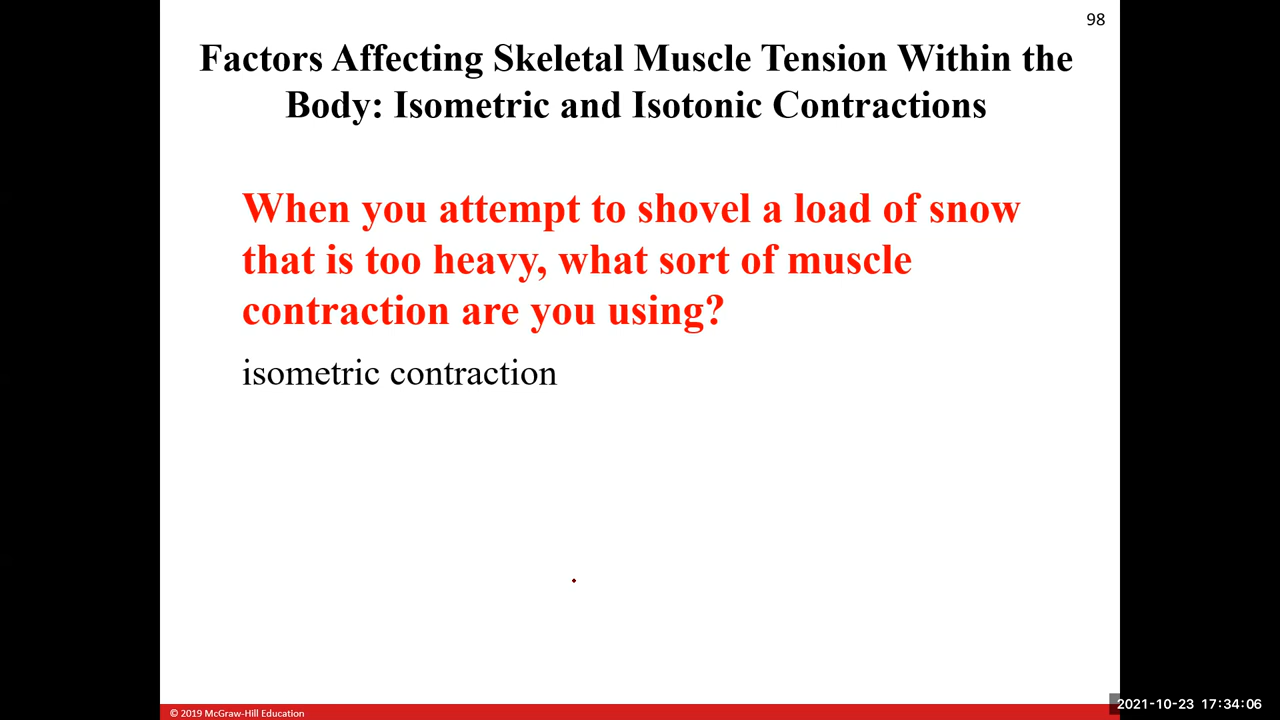 98
Factors Affecting Skeletal Muscle Tension Within the
Body: Isometric and Isotonic Contractions
When you attempt to shovel a load of snow
that is too heavy, what sort of muscle
contraction are you using?
isometric contraction
© 2019 McGraw-Hill Education
2021-10-23 17:34:06